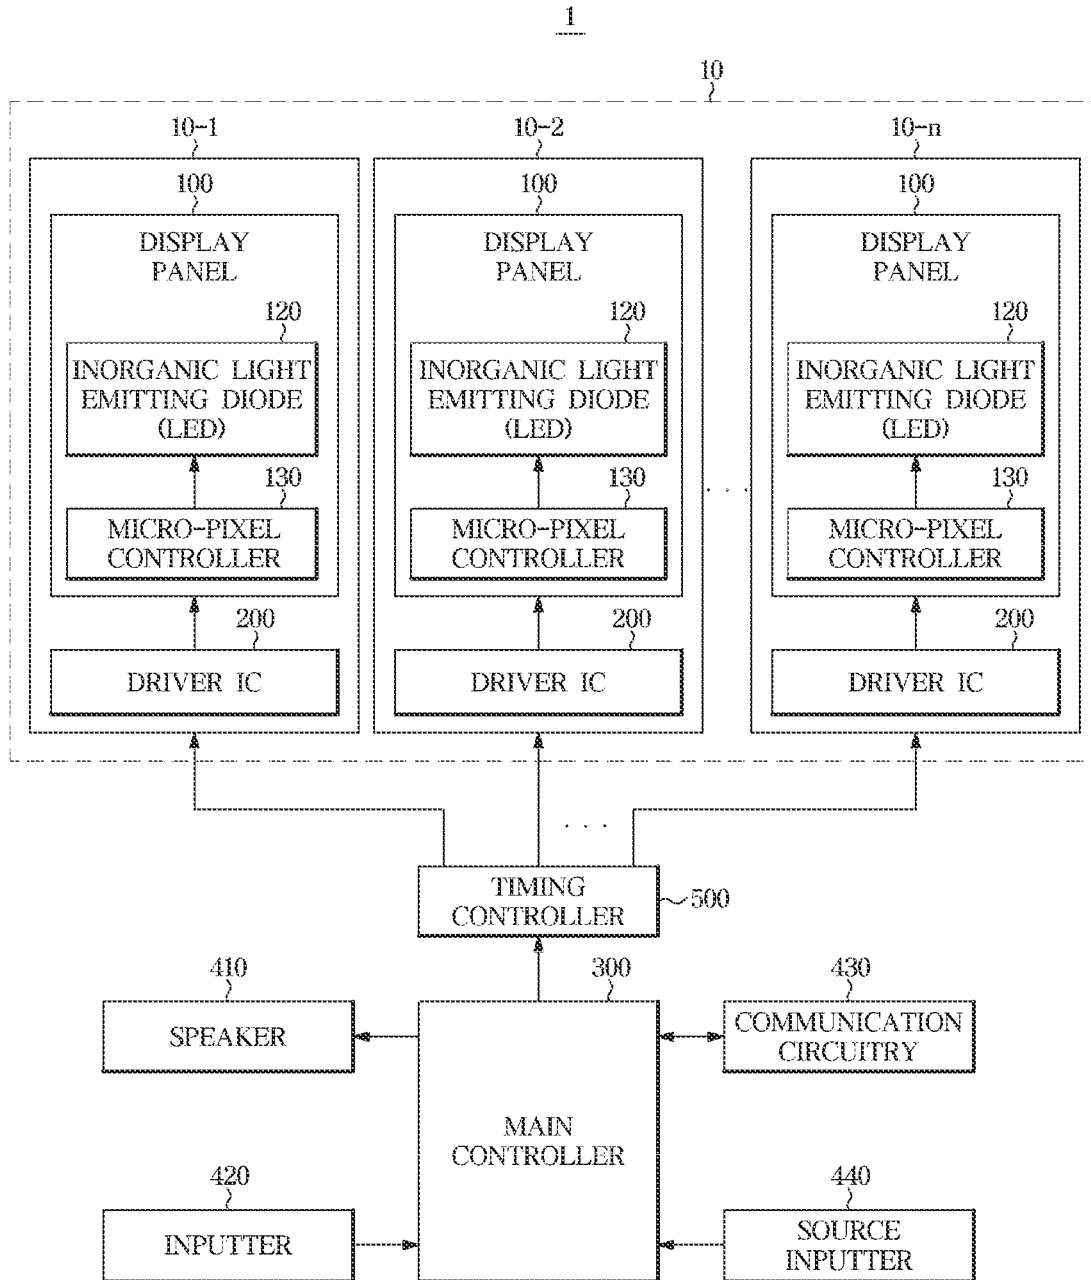 1
10
10-1 10-2 10-n
100 100 100
DISPLAY PANEL DISPLAY PANEL DISPLAY PANEL
120 120 120
INORGANIC LIGHT INORGANIC LIGHT INORGANIC LIGHT
EMITTING DIODE EMITTING DIODE EMITTING DIODE
(LED) (LED) (LED)
130 130 130
. . .
MICRO-PIXEL MICRO-PIXEL MICRO-PIXEL
CONTROLLER CONTROLLER CONTROLLER
200 200 200
DRIVER IC DRIVER IC DRIVER IC
. . .
TIMING
CONTROLLER
500
410 300 430
SPEAKER
COMMUNICATION
CIRCUITRY
MAIN
CONTROLLER
420 440
INPUTTER
SOURCE
INPUTTER